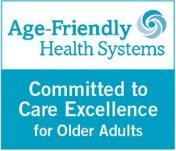 Age-Friendly
Health Systems
Committed to
Care Excellence
for Older Adults